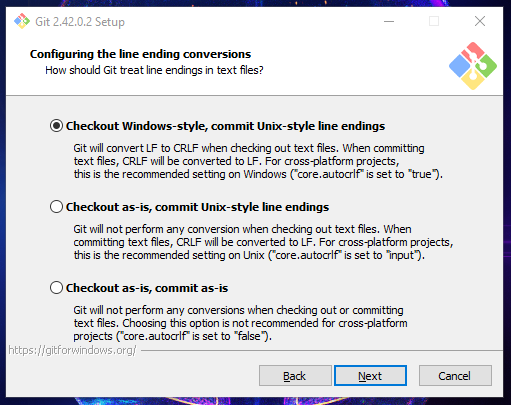 Git 2.42.0.2 Setup
Configuring the line ending conversions
How should Git treat line endings in text files?
Checkout Windows-style, commit Unix-style line endings
Git will convert LF to CRLF when checking out text files. When committing
text files, CRLF will be converted to LF. For cross-platform projects,
this is the recommended setting on Windows ("core.autocrlf" is set to "true").
Checkout as-is, commit Unix-style line endings
Git will not perform any conversion when checking out text files. When
committing text files, CRLF will be converted to LF. For cross-platform projects,
this is the recommended setting on Unix ("core.autocrlf" is set to "input").
Checkout as-is, commit as-is
Git will not perform any conversions when checking out or committing
text files. Choosing this option is not recommended for cross-platform
projects ("core.autocrlf" is set to "false").
https://gitforwindows.org/
Back Next Cancel